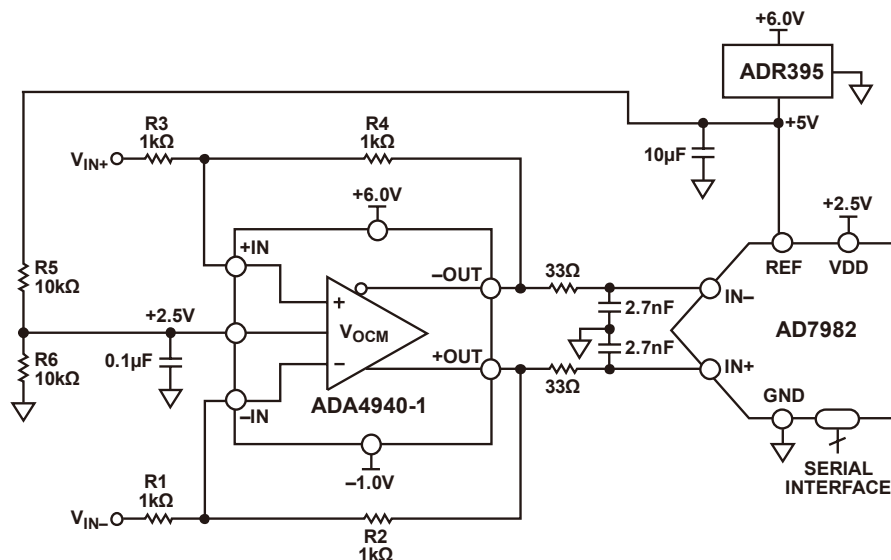 +6.0V
ADR395
+5V
10µF
R3
1kΩ
R4
1kΩ
VIN+
+6.0V
+2.5V
REF
VDD
+IN
–OUT
33Ω
IN–
R5
10kΩ
+
2.7nF
AD7982
+2.5V
VOCM
0.1µF
–
2.7nF
R6
10kΩ
+OUT
33Ω
IN+
–IN
ADA4940-1
GND
–1.0V
SERIAL
INTERFACE
R1
1kΩ
VIN–
R2
1kΩ